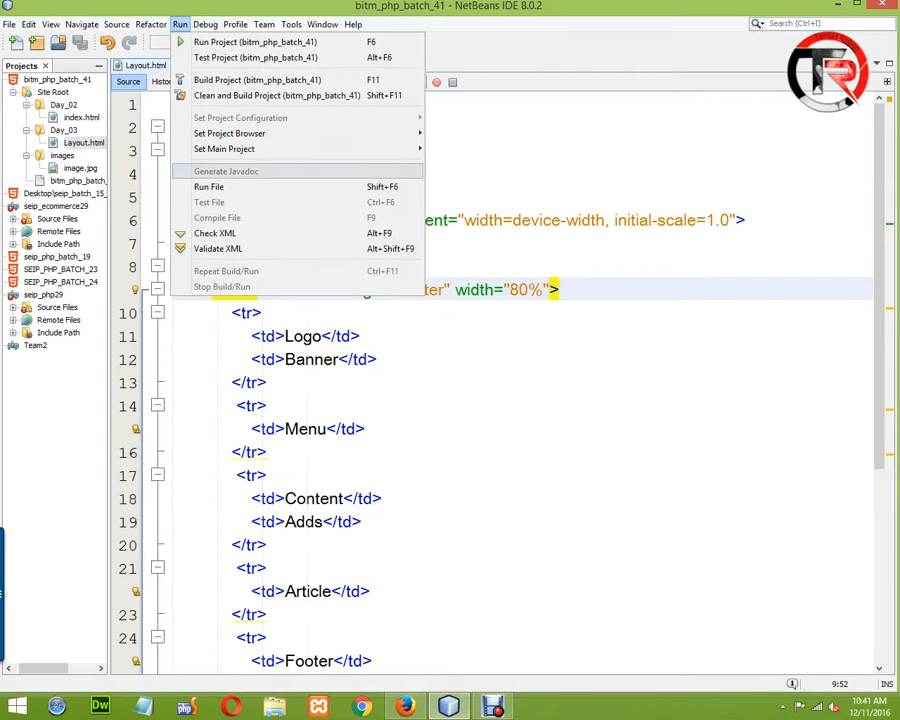 bitm_php_batch_41 - NetBeans IDE 8.0.2
File Edit View Navigate Source Refactor Run Debug Profile Team Tools Window Help
Search (Ctrl+I)
Projects
Layout.html
Source Histo
bitm_php_batch_41
Site Root
Day_02
index.html
Day_03
Layout.html
images
image.jpg
bitm_php_batch_
Desktop\seip_batch_15_
seip_ecommerce29
Source Files
Remote Files
Include Path
seip_php_batch_19
SEIP_PHP_BATCH_23
SEIP_PHP_BATCH_24
seip_php29
Source Files
Remote Files
Include Path
Team2
Run Project (bitm_php_batch_41) F6
Test Project (bitm_php_batch_41) Alt+F6
Build Project (bitm_php_batch_41) F11
Clean and Build Project (bitm_php_batch_41) Shift+F11
Set Project Configuration
Set Project Browser
Set Main Project
Generate Javadoc
Run File Shift+F6
Test File Ctrl+F6
Compile File F9
Check XML Alt+F9
Validate XML Alt+Shift+F9
Repeat Build/Run Ctrl+F11
Stop Build/Run
1
2
3
4
5
6 ent="width=device-width, initial-scale=1.0">
7
8
ter" width="80%">
10 <tr>
11 <td>Logo</td>
12 <td>Banner</td>
13 </tr>
14 <tr>
<td>Menu</td>
16 </tr>
17 <tr>
18 <td>Content</td>
19 <td>Adds</td>
20 </tr>
21 <tr>
<td>Article</td>
23 </tr>
24 <tr>
<td>Footer</td>
TR
9:52 INS
Dw
php
10:41 AM
12/11/2016